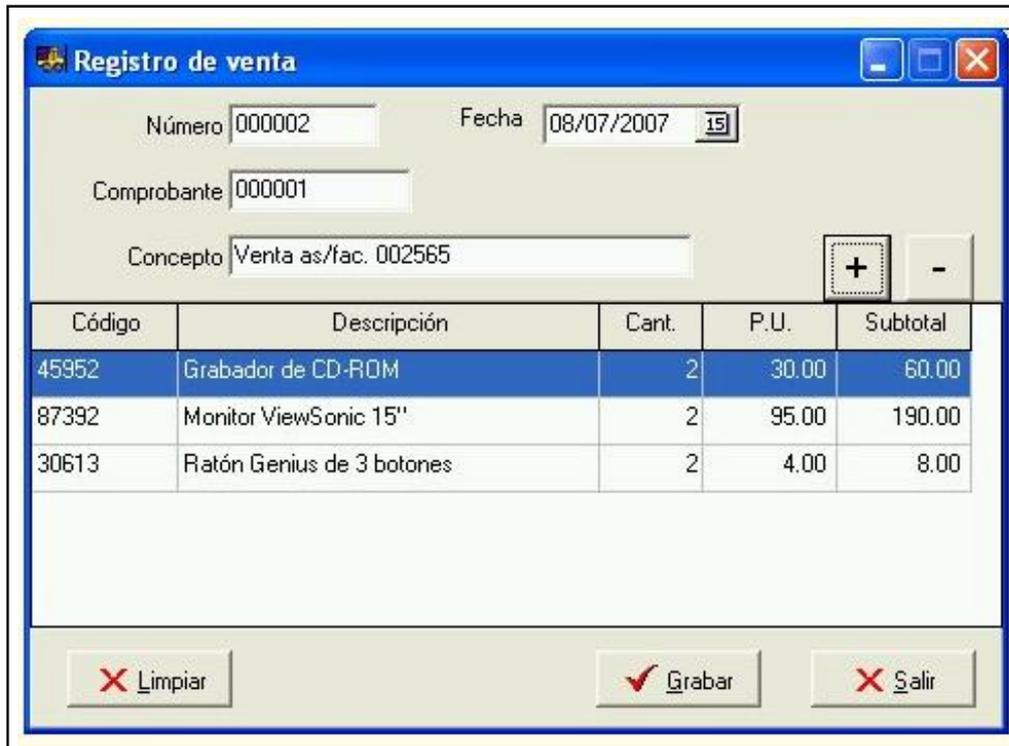 Registro de venta
Número 000002 Fecha 08/07/2007 15
Comprobante 000001
Concepto Venta as/fac. 002565
+ -
Código Descripción Cant. P.U. Subtotal
45952 Grabador de CD-ROM 2 30.00 60.00
87392 Monitor ViewSonic 15" 2 95.00 190.00
30613 Ratón Genius de 3 botones 2 4.00 8.00
Limpiar Grabar Salir